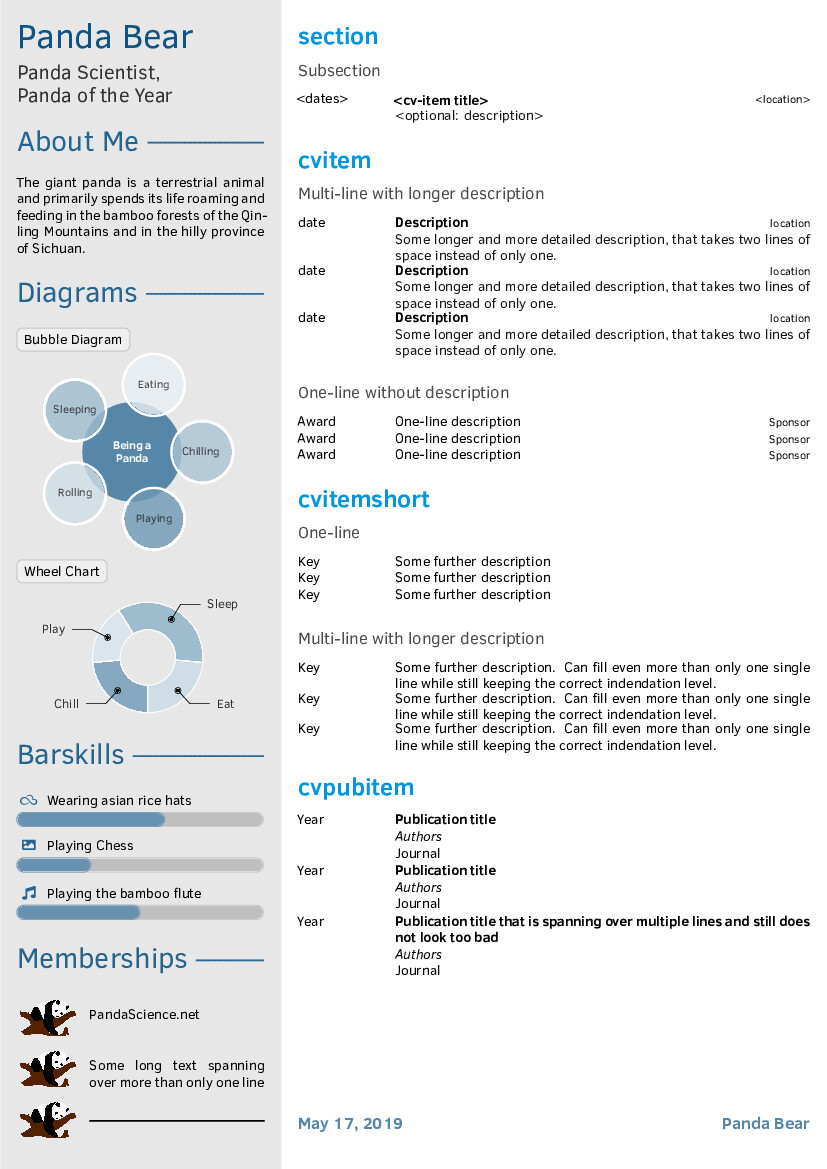 Panda Bear
Panda Scientist,
Panda of the Year
About Me
The giant panda is a terrestrial animal
and primarily spends its life roaming and
feeding in the bamboo forests of the Qin-
ling Mountains and in the hilly province
of Sichuan.
Diagrams
Bubble Diagram
Eating
Sleeping
Being a
Panda
Chilling
Rolling
Playing
Wheel Chart
Sleep
Play
Chill
Eat
Barskills
Wearing asian rice hats
Playing Chess
Playing the bamboo flute
Memberships
PandaScience.net
Some long text spanning
over more than only one line
section
Subsection
<dates> <cv-item title> <location>
<optional: description>
cvitem
Multi-line with longer description
date Description location
Some longer and more detailed description, that takes two lines of
space instead of only one.
date Description location
Some longer and more detailed description, that takes two lines of
space instead of only one.
date Description location
Some longer and more detailed description, that takes two lines of
space instead of only one.
One-line without description
Award One-line description Sponsor
Award One-line description Sponsor
Award One-line description Sponsor
cvitemshort
One-line
Key Some further description
Key Some further description
Key Some further description
Multi-line with longer description
Key Some further description. Can fill even more than only one single
line while still keeping the correct indendation level.
Key Some further description. Can fill even more than only one single
line while still keeping the correct indendation level.
Key Some further description. Can fill even more than only one single
line while still keeping the correct indendation level.
cvpubitem
Year Publication title
Authors
Journal
Year Publication title
Authors
Journal
Year Publication title that is spanning over multiple lines and still does
not look too bad
Authors
Journal
May 17, 2019 Panda Bear